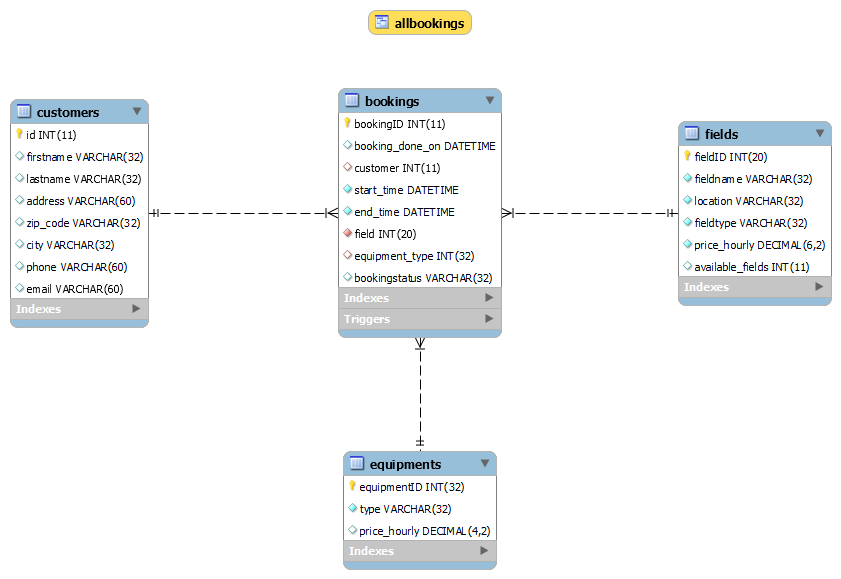 allbookings
customers
id INT(11)
firstname VARCHAR(32)
lastname VARCHAR(32)
address VARCHAR(60)
zip_code VARCHAR(32)
city VARCHAR(32)
phone VARCHAR(60)
email VARCHAR(60)
Indexes
bookings
bookingID INT(11)
booking_done_on DATETIME
customer INT(11)
start_time DATETIME
end_time DATETIME
field INT(20)
equipment_type INT(32)
bookingstatus VARCHAR(32)
Indexes
Triggers
fields
fieldID INT(20)
fieldname VARCHAR(32)
location VARCHAR(32)
fieldtype VARCHAR(32)
price_hourly DECIMAL(6,2)
available_fields INT(11)
Indexes
equipments
equipmentID INT(32)
type VARCHAR(32)
price_hourly DECIMAL(4,2)
Indexes